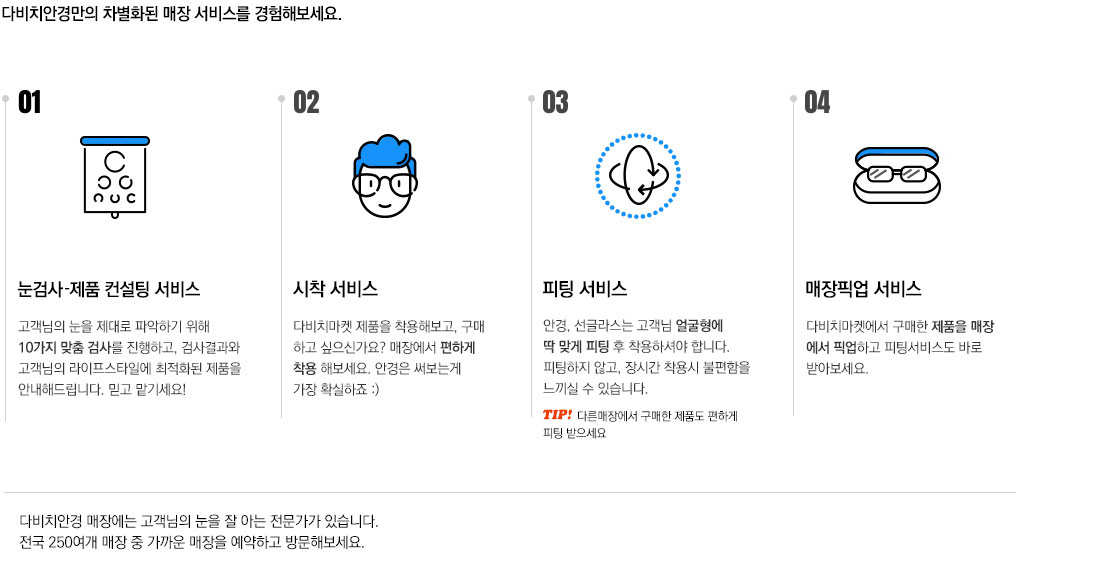 다비치안경만의 차별화된 매장 서비스를 경험해보세요.
01
눈검사-제품 컨설팅 서비스
고객님의 눈을 제대로 파악하기 위해
10가지 맞춤 검사를 진행하고, 검사결과와
고객님의 라이프스타일에 최적화된 제품을
안내해드립니다. 믿고 맡기세요!
02
시착 서비스
다비치마켓 제품을 착용해보고, 구매
하고 싶으신가요? 매장에서 편하게
착용 해보세요. 안경은 써보는게
가장 확실하죠 :)
03
피팅 서비스
안경, 선글라스는 고객님 얼굴형에
딱 맞게 피팅 후 착용하셔야 합니다.
피팅하지 않고, 장시간 착용시 불편함을
느끼실 수 있습니다.
TIP! 다른매장에서 구매한 제품도 편하게
피팅 받으세요
04
매장픽업 서비스
다비치마켓에서 구매한 제품을 매장
에서 픽업하고 피팅서비스도 바로
받아보세요.
다비치안경 매장에는 고객님의 눈을 잘 아는 전문가가 있습니다.
전국 250여개 매장 중 가까운 매장을 예약하고 방문해보세요.